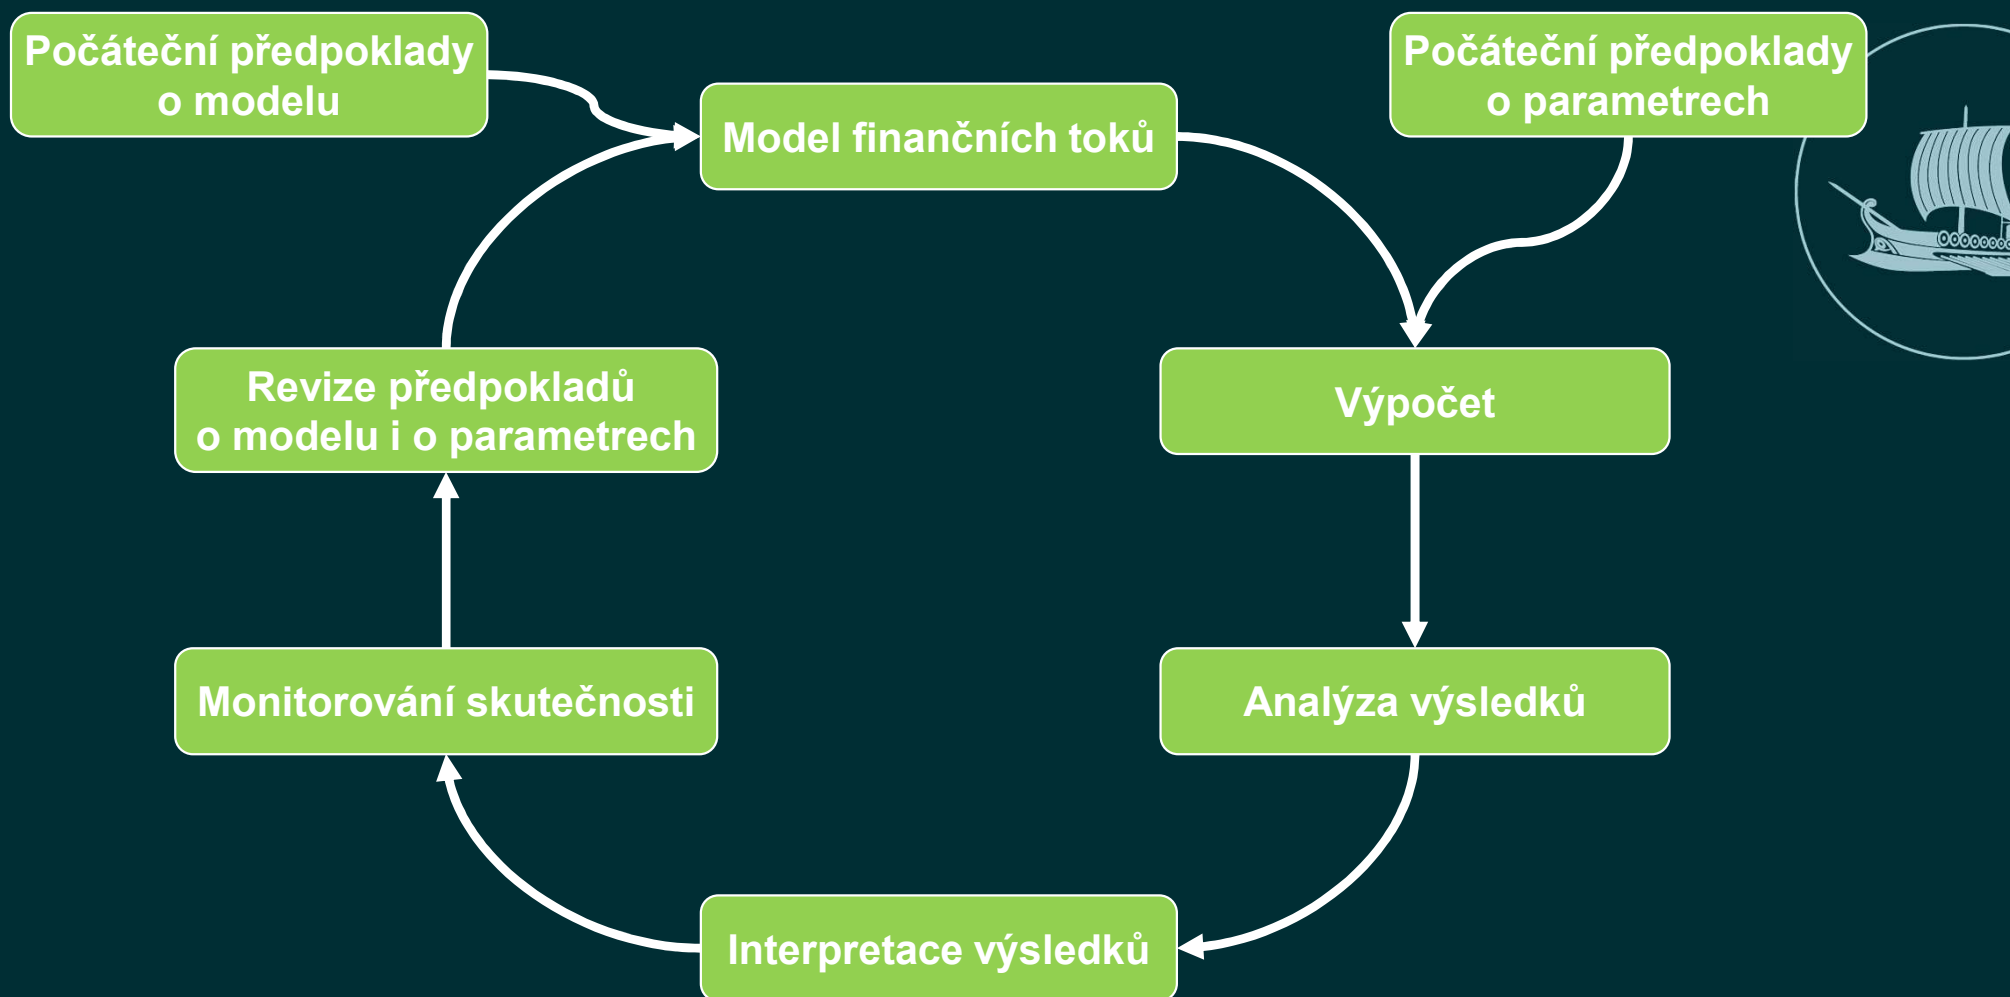 Počáteční předpoklady
o modelu
Počáteční předpoklady
o parametrech
Model finančních toků
Revize předpokladů
o modelu i o parametrech
Výpočet
Monitorování skutečnosti
Analýza výsledků
Interpretace výsledků